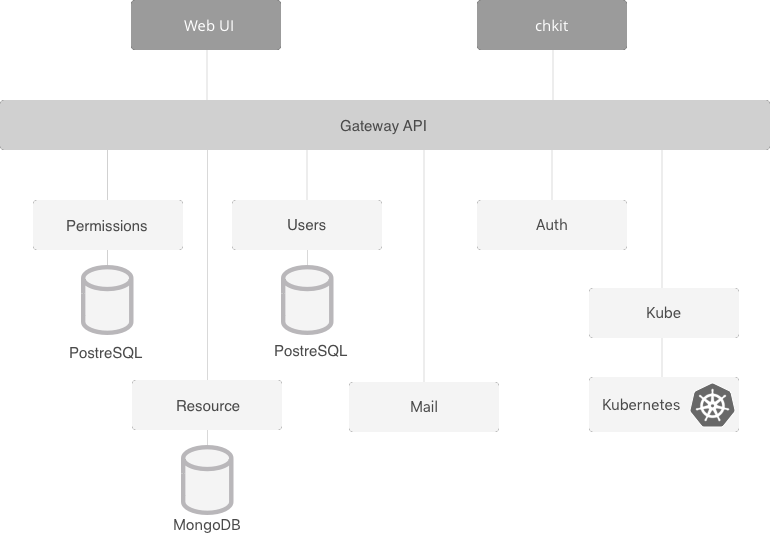 Web UI
chkit
Gateway API
Permissions
Users
Auth
Kube
PostreSQL
PostreSQL
Resource
Mail
Kubernetes
MongoDB